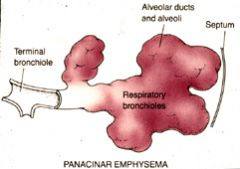 Alveolar ducts
and alveoli
Septum
Terminal
bronchiole
Respiratory
bronchioles
PANACINAR EMPHYSEMA